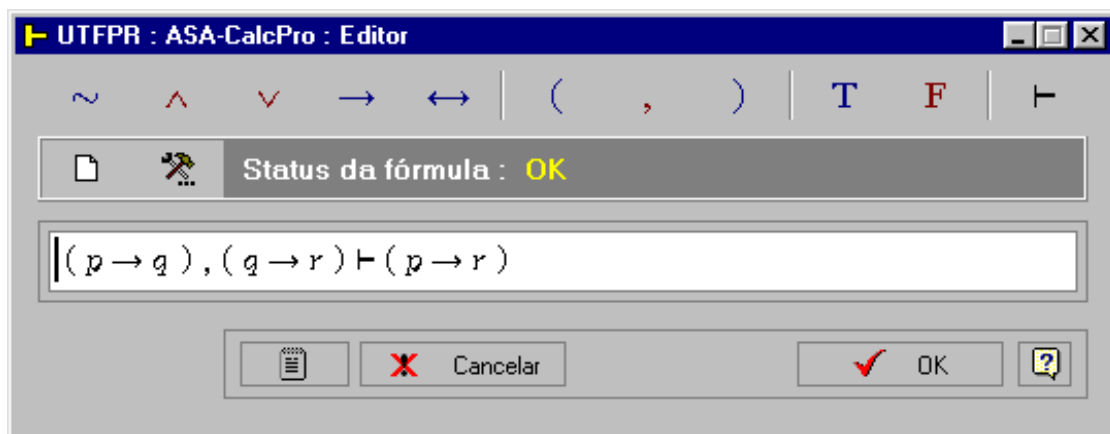 UTFPR : ASA-CalcPro : Editor
~ ∧ ∨ → ↔ ( , ) T F ⊢
Status da fórmula : OK
( p → q ) , ( q → r ) ⊢ ( p → r )
Cancelar OK